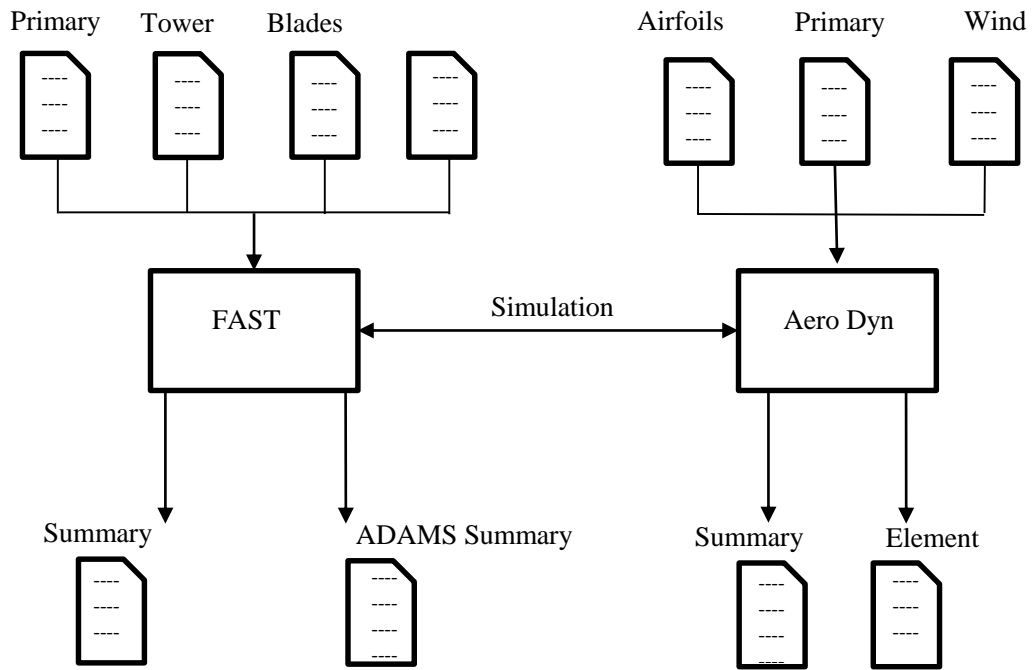 Primary Tower Blades
Airfoils Primary Wind
---- ---- ---- ---- ---- ---- ----
---- ---- ---- ---- ---- ---- ----
---- ---- ---- ---- ---- ---- ----
FAST
Simulation
Aero Dyn
Summary
ADAMS Summary
Summary
Element
---- ---- ---- ----
---- ---- ---- ----
---- ---- ---- ----
---- ----